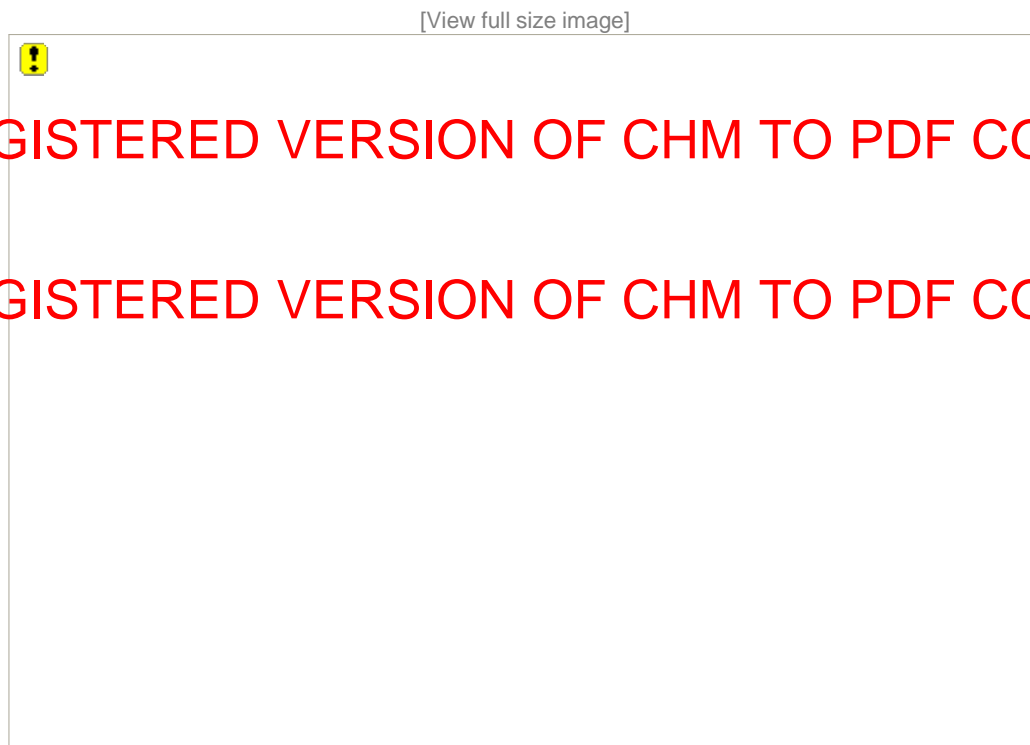 [View full size image]
GISTERED VERSION OF CHM TO PDF CO
GISTERED VERSION OF CHM TO PDF CO